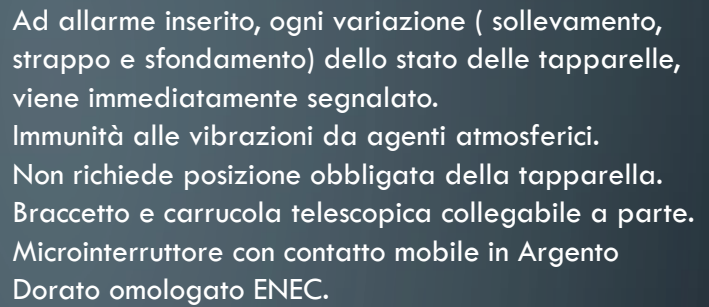 Ad allarme inserito, ogni variazione ( sollevamento,
strappo e sfondamento) dello stato delle tapparelle,
viene immediatamente segnalato.
Immunità alle vibrazioni da agenti atmosferici.
Non richiede posizione obbligata della tapparella.
Braccetto e carrucola telescopica collegabile a parte.
Microinterruttore con contatto mobile in Argento
Dorato omologato ENEC.